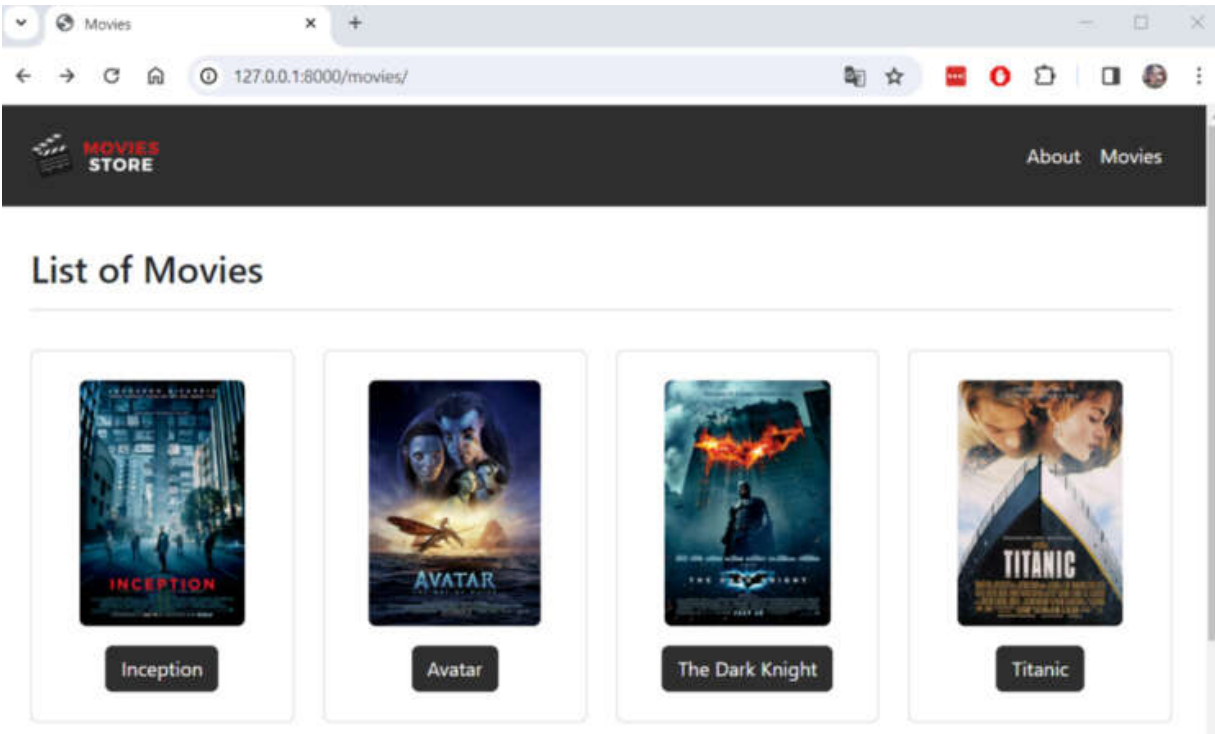 Movies
127.0.0.1:8000/movies/
MOVIES
STORE
About Movies
List of Movies
INCEPTION
AVATAR
TITANIC
Inception
Avatar
The Dark Knight
Titanic